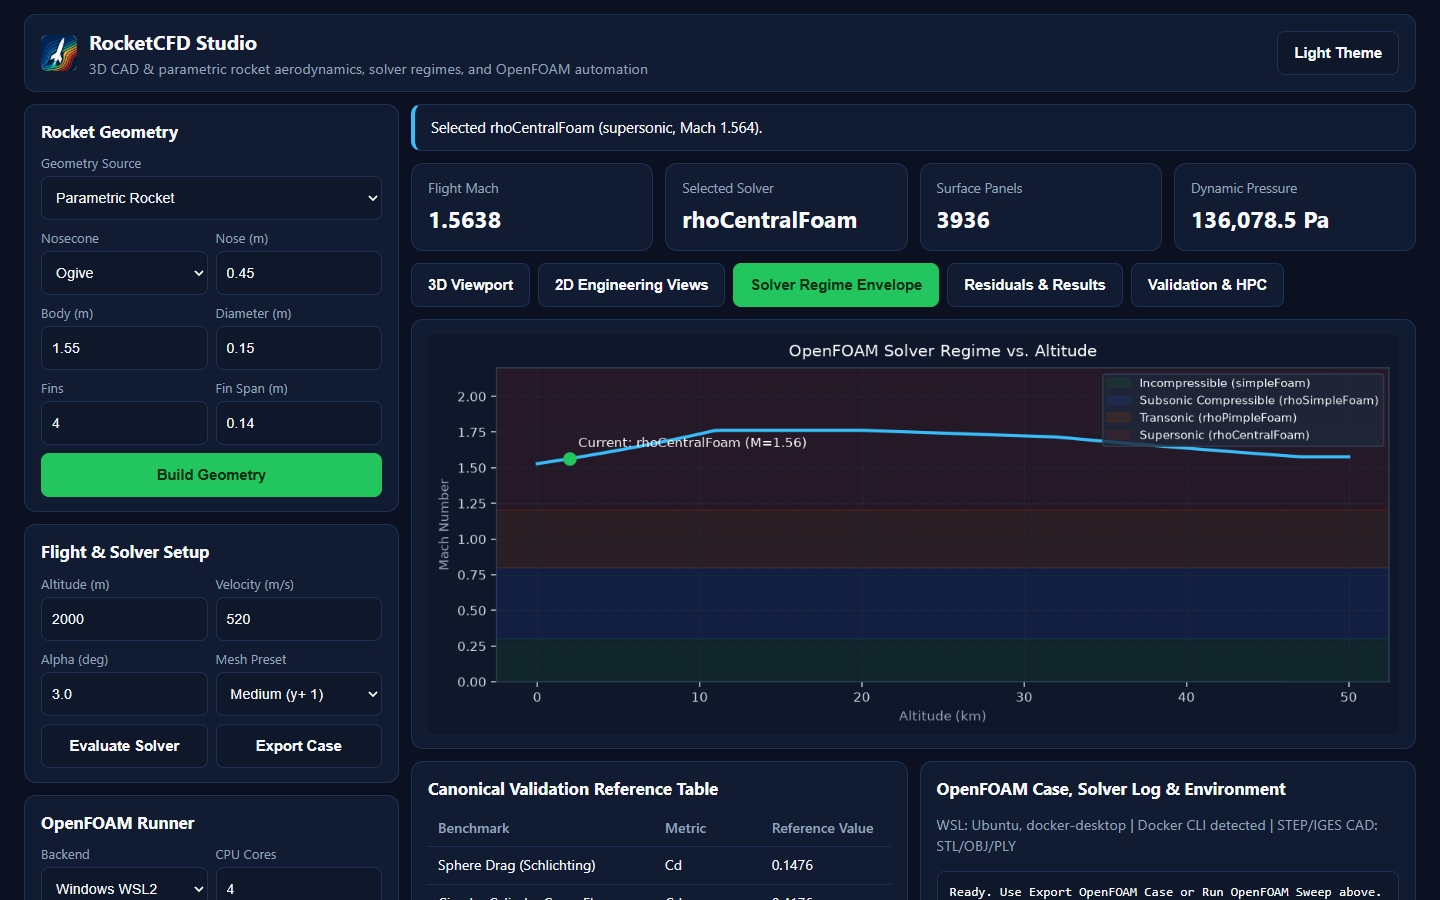 RocketCFD Studio
3D CAD & parametric rocket aerodynamics, solver regimes, and OpenFOAM automation
Light Theme
Rocket Geometry
Geometry Source
Parametric Rocket
Nosecone
Nose (m)
Ogive
0.45
Body (m)
Diameter (m)
1.55
0.15
Fins
Fin Span (m)
4
0.14
Build Geometry
Flight & Solver Setup
Altitude (m)
Velocity (m/s)
2000
520
Alpha (deg)
Mesh Preset
3.0
Medium (y+ 1)
Evaluate Solver
Export Case
OpenFOAM Runner
Backend
CPU Cores
Windows WSL2
4
Selected rhoCentralFoam (supersonic, Mach 1.564).
Flight Mach
1.5638
Selected Solver
rhoCentralFoam
Surface Panels
3936
Dynamic Pressure
136,078.5 Pa
3D Viewport
2D Engineering Views
Solver Regime Envelope
Residuals & Results
Validation & HPC
OpenFOAM Solver Regime vs. Altitude
Incompressible (simpleFoam)
Subsonic Compressible (rhoSimpleFoam)
Transonic (rhoPimpleFoam)
Supersonic (rhoCentralFoam)
Current: rhoCentralFoam (M=1.56)
Mach Number
2.00
1.75
1.50
1.25
1.00
0.75
0.50
0.25
0.00
0 10 20 30 40 50
Altitude (km)
Canonical Validation Reference Table
Benchmark Metric Reference Value
Sphere Drag (Schlichting) Cd 0.1476
OpenFOAM Case, Solver Log & Environment
WSL: Ubuntu, docker-desktop | Docker CLI detected | STEP/IGES CAD:
STL/OBJ/PLY
Ready. Use Export OpenFOAM Case or Run OpenFOAM Sweep above.